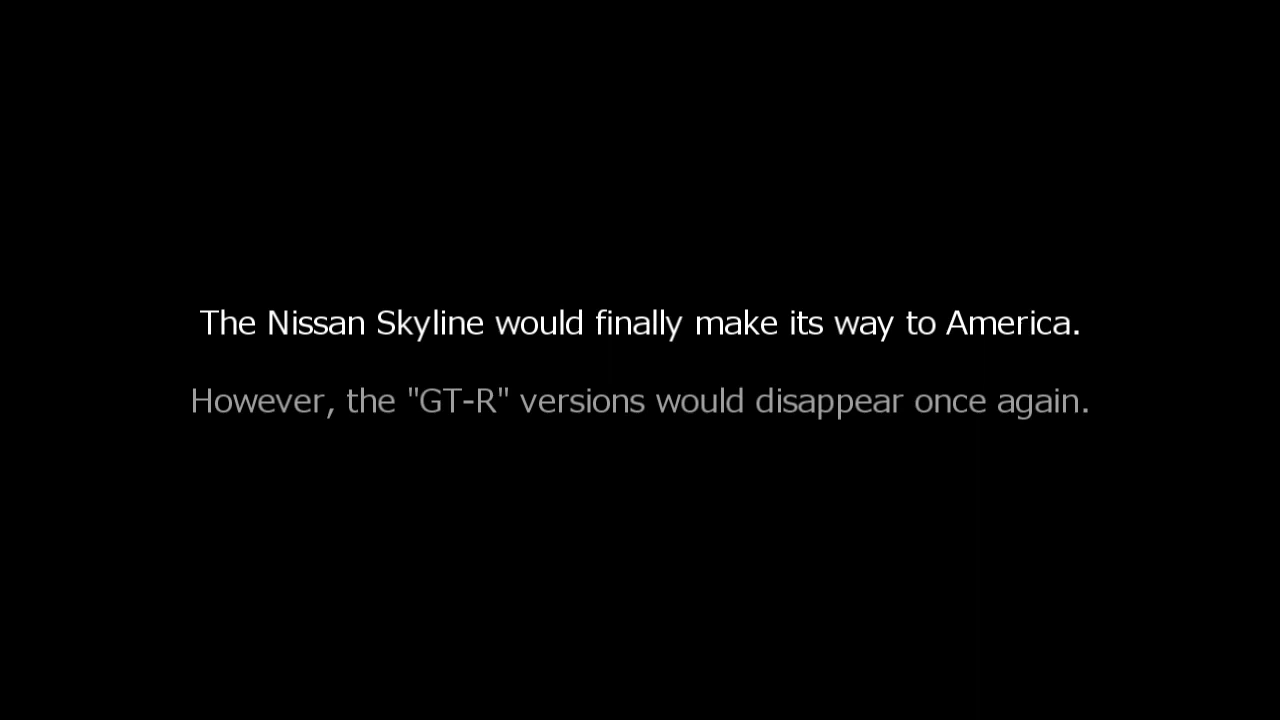 The Nissan Skyline would finally make its way to America.
However, the "GT-R" versions would disappear once again.